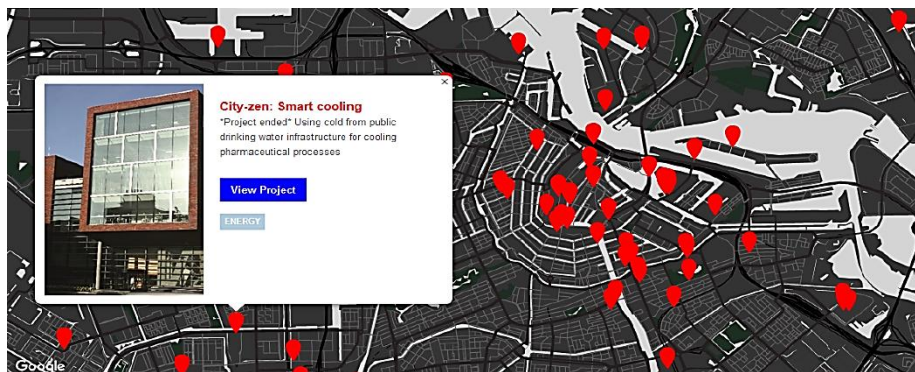 City-zen: Smart cooling
*Project ended* Using cold from public
drinking water infrastructure for cooling
pharmaceutical processes
View Project
ENERGY
Google